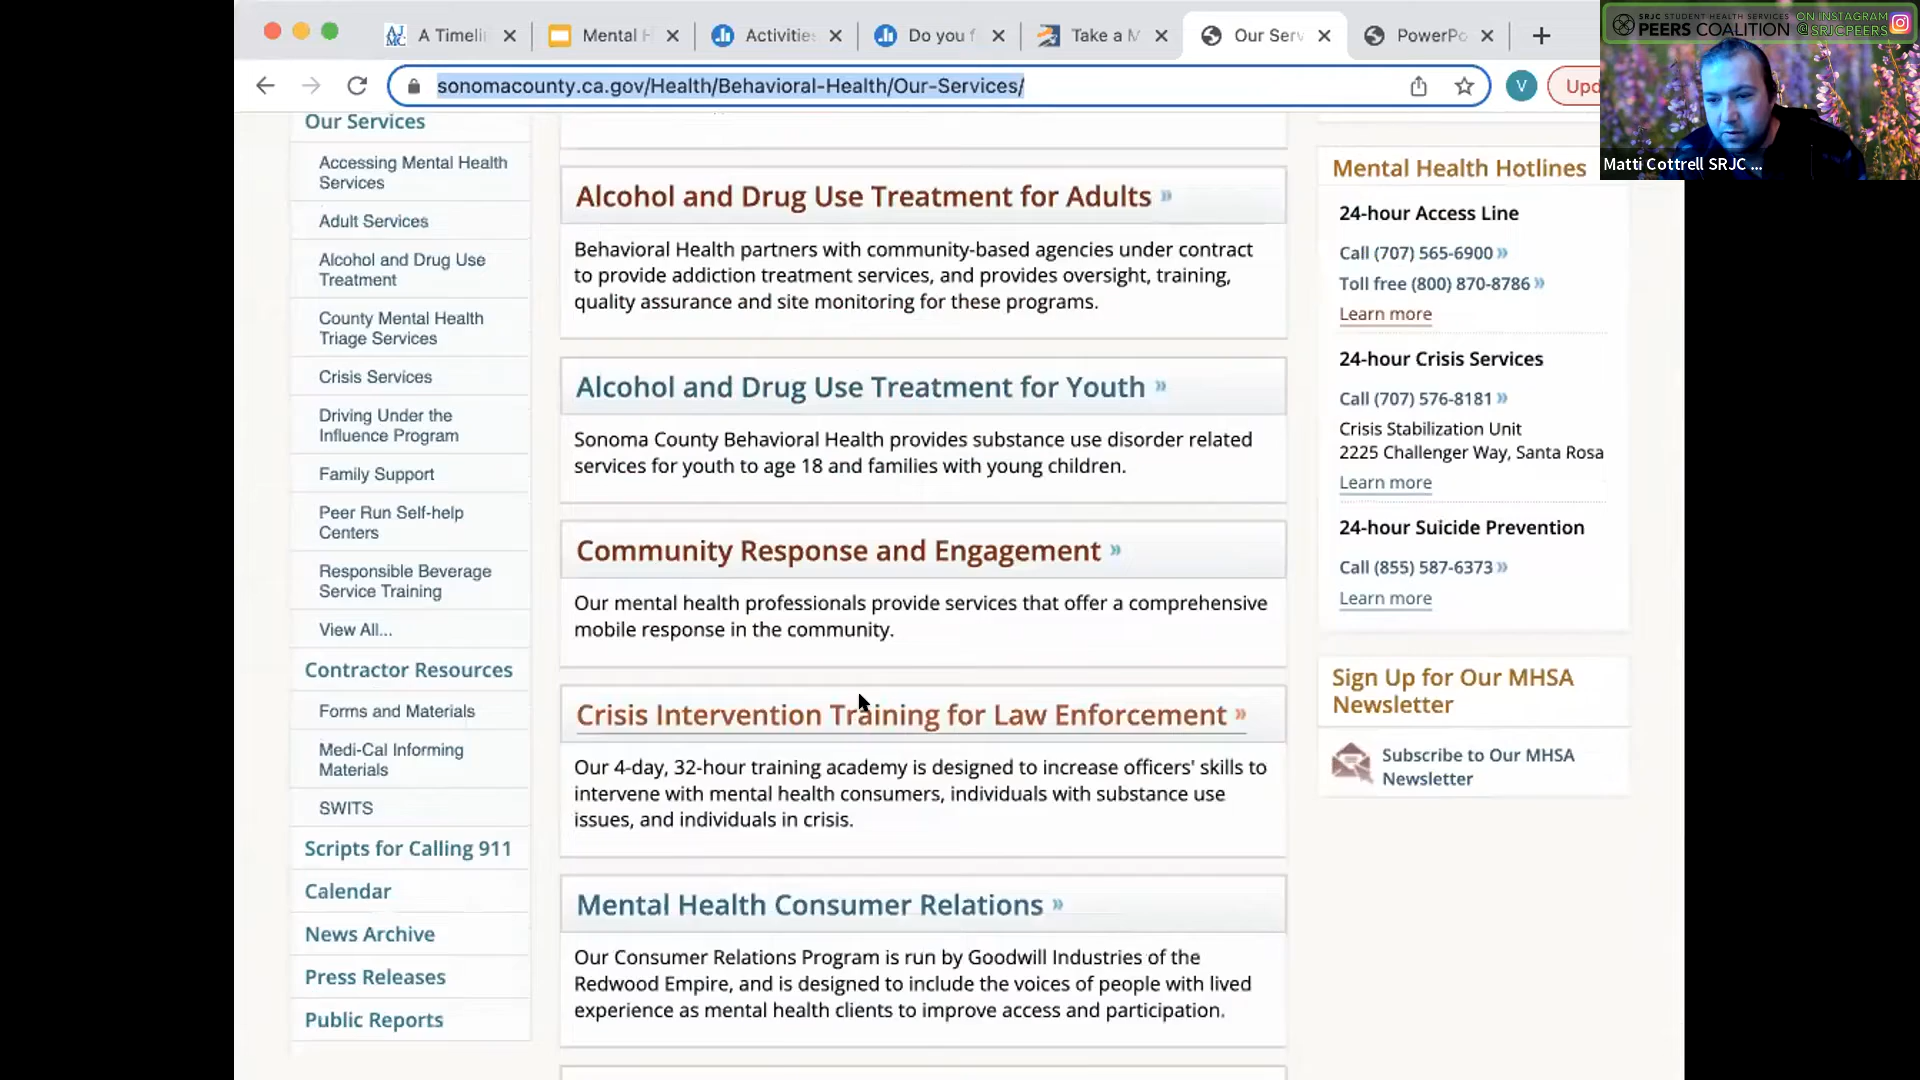 A Timeli
Mental H
Activities
Do you f
Take a M
Our Serv
PowerPo
sonomacounty.ca.gov/Health/Behavioral-Health/Our-Services/
V
Upd
SRJC STUDENT HEALTH SERVICES
PEERS COALITION
ON INSTAGRAM
@SRJCPEERS
Matti Cottrell SRJC ...
Our Services
Accessing Mental Health
Services
Adult Services
Alcohol and Drug Use
Treatment
County Mental Health
Triage Services
Crisis Services
Driving Under the
Influence Program
Family Support
Peer Run Self-help
Centers
Responsible Beverage
Service Training
View All...
Contractor Resources
Forms and Materials
Medi-Cal Informing
Materials
SWITS
Scripts for Calling 911
Calendar
News Archive
Press Releases
Public Reports
Alcohol and Drug Use Treatment for Adults »
Behavioral Health partners with community-based agencies under contract
to provide addiction treatment services, and provides oversight, training,
quality assurance and site monitoring for these programs.
Alcohol and Drug Use Treatment for Youth »
Sonoma County Behavioral Health provides substance use disorder related
services for youth to age 18 and families with young children.
Community Response and Engagement »
Our mental health professionals provide services that offer a comprehensive
mobile response in the community.
Crisis Intervention Training for Law Enforcement »
Our 4-day, 32-hour training academy is designed to increase officers' skills to
intervene with mental health consumers, individuals with substance use
issues, and individuals in crisis.
Mental Health Consumer Relations »
Our Consumer Relations Program is run by Goodwill Industries of the
Redwood Empire, and is designed to include the voices of people with lived
experience as mental health clients to improve access and participation.
Mental Health Hotlines
24-hour Access Line
Call (707) 565-6900 »
Toll free (800) 870-8786 »
Learn more
24-hour Crisis Services
Call (707) 576-8181 »
Crisis Stabilization Unit
2225 Challenger Way, Santa Rosa
Learn more
24-hour Suicide Prevention
Call (855) 587-6373 »
Learn more
Sign Up for Our MHSA
Newsletter
Subscribe to Our MHSA
Newsletter